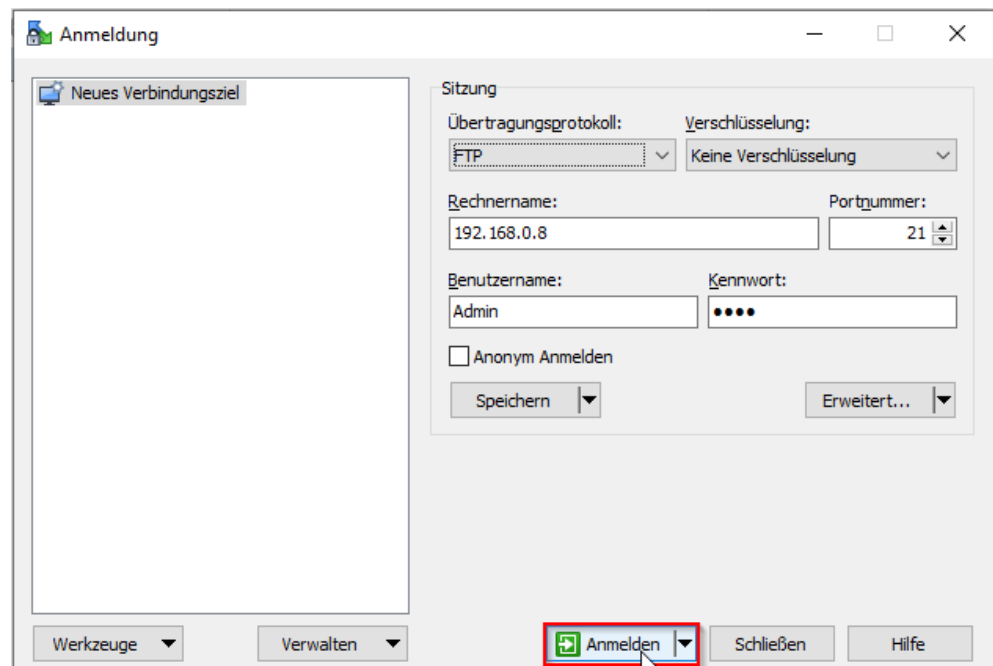 Anmeldung
Neues Verbindungsziel
Sitzung
Übertragungsprotokoll: Verschlüsselung:
FTP Keine Verschlüsselung
Rechnername: Portnummer:
192.168.0.8 21
Benutzername: Kennwort:
Admin ●●●●
Anonym Anmelden
Speichern Erweitert...
Werkzeuge Verwalten Anmelden Schließen Hilfe